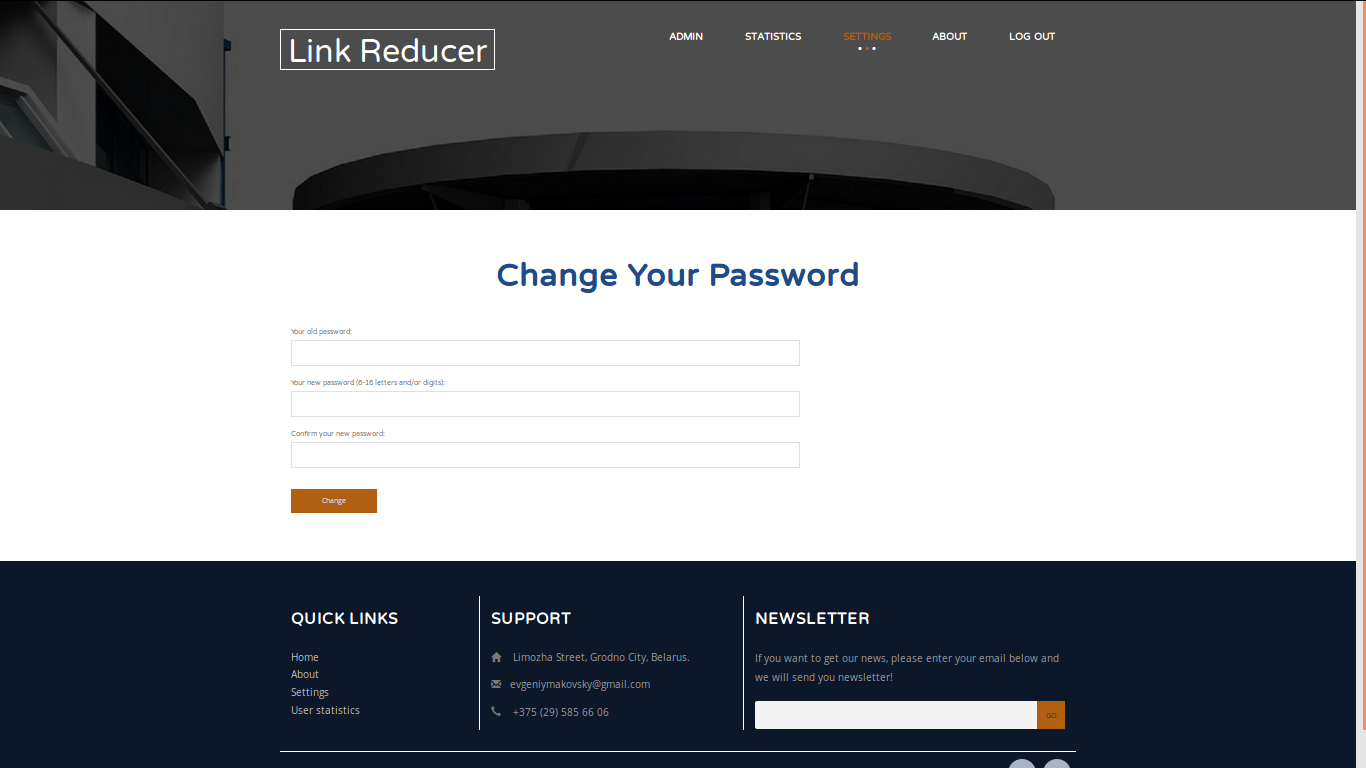 Link Reducer
ADMIN STATISTICS SETTINGS ABOUT LOG OUT
Change Your Password
Your old password:
Your new password (6-16 letters and/or digits):
Confirm your new password:
Change
QUICK LINKS
Home
About
Settings
User statistics
SUPPORT
Limozha Street, Grodno City, Belarus.
evgeniymakovsky@gmail.com
+375 (29) 585 66 06
NEWSLETTER
If you want to get our news, please enter your email below and
we will send you newsletter!
GO